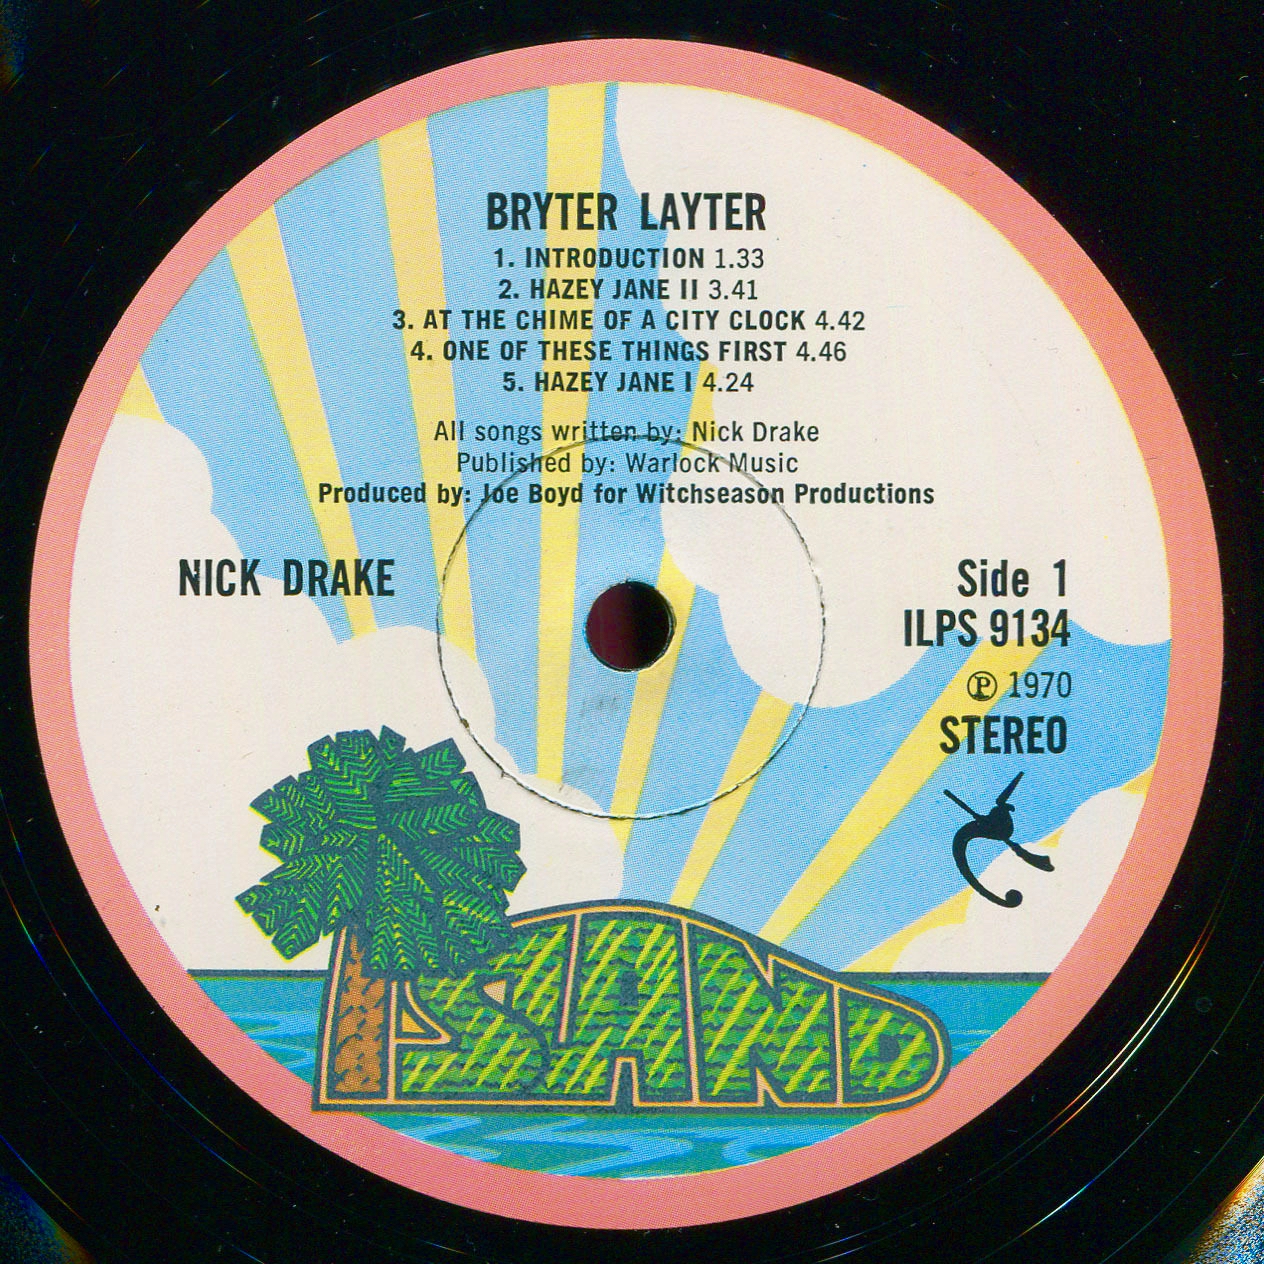 BRYTER LAYTER
1. INTRODUCTION 1.33
2. HAZEY JANE II 3.41
3. AT THE CHIME OF A CITY CLOCK 4.42
4. ONE OF THESE THINGS FIRST 4.46
5. HAZEY JANE I 4.24
All songs written by: Nick Drake
Published by: Warlock Music
Produced by: Joe Boyd for Witchseason Productions
NICK DRAKE
Side 1
ILPS 9134
Ⓟ 1970
STEREO
ISLAND